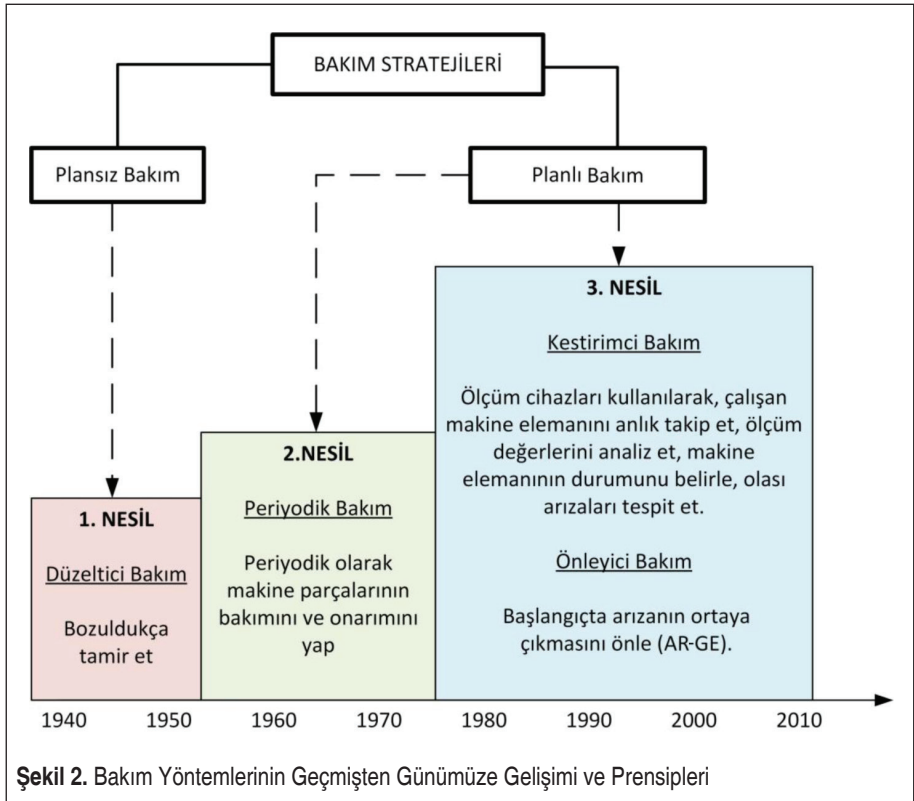 BAKIM STRATEJİLERİ
Plansız Bakım
Planlı Bakım
1. NESİL
Düzeltici Bakım
Bozuldukça
tamir et
2.NESİL
Periyodik Bakım
Periyodik olarak
makine parçalarının
bakımını ve onarımını
yap
3. NESİL
Kestirimci Bakım
Ölçüm cihazları kullanılarak, çalışan
makine elemanını anlık takip et, ölçüm
değerlerini analiz et, makine
elemanının durumunu belirle, olası
arızaları tespit et.
Önleyici Bakım
Başlangıçta arızanın ortaya
çıkmasını önle (AR-GE).
1940 1950 1960 1970 1980 1990 2000 2010
Şekil 2. Bakım Yöntemlerinin Geçmişten Günümüze Gelişimi ve Prensipleri